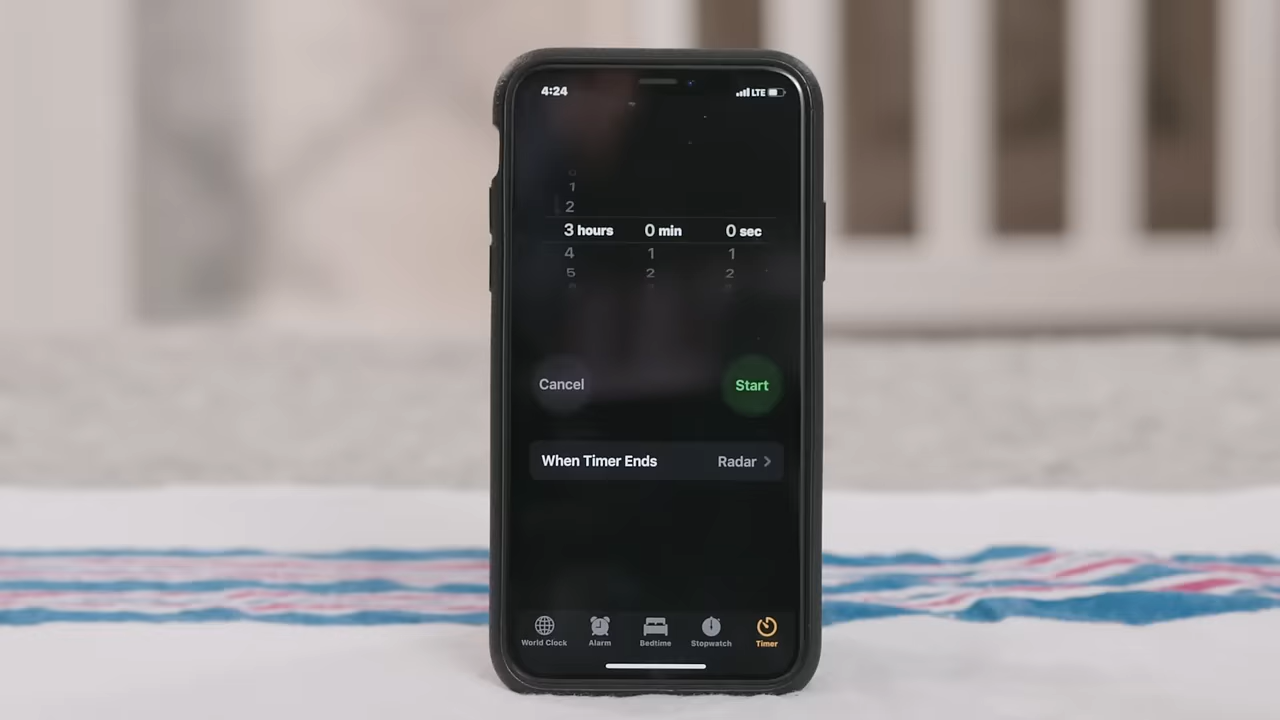 4:24 LTE
1
2
3 hours 0 min 0 sec
4 1 1
5 2 2
Cancel Start
When Timer Ends Radar
World Clock Alarm Bedtime Stopwatch Timer